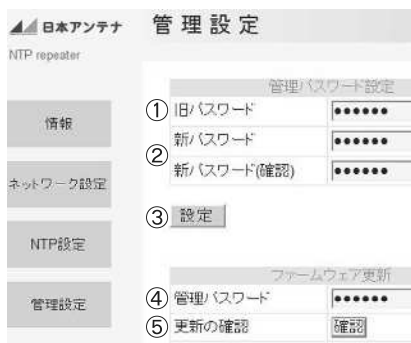 日本アンテナ
NTP repeater
情報
ネットワーク設定
NTP設定
管理設定
管理設定
管理パスワード設定
① 旧パスワード ••••••
② 新パスワード ••••••
新パスワード(確認) ••••••
③ 設定
ファームウェア更新
④ 管理パスワード ••••••
⑤ 更新の確認 確認